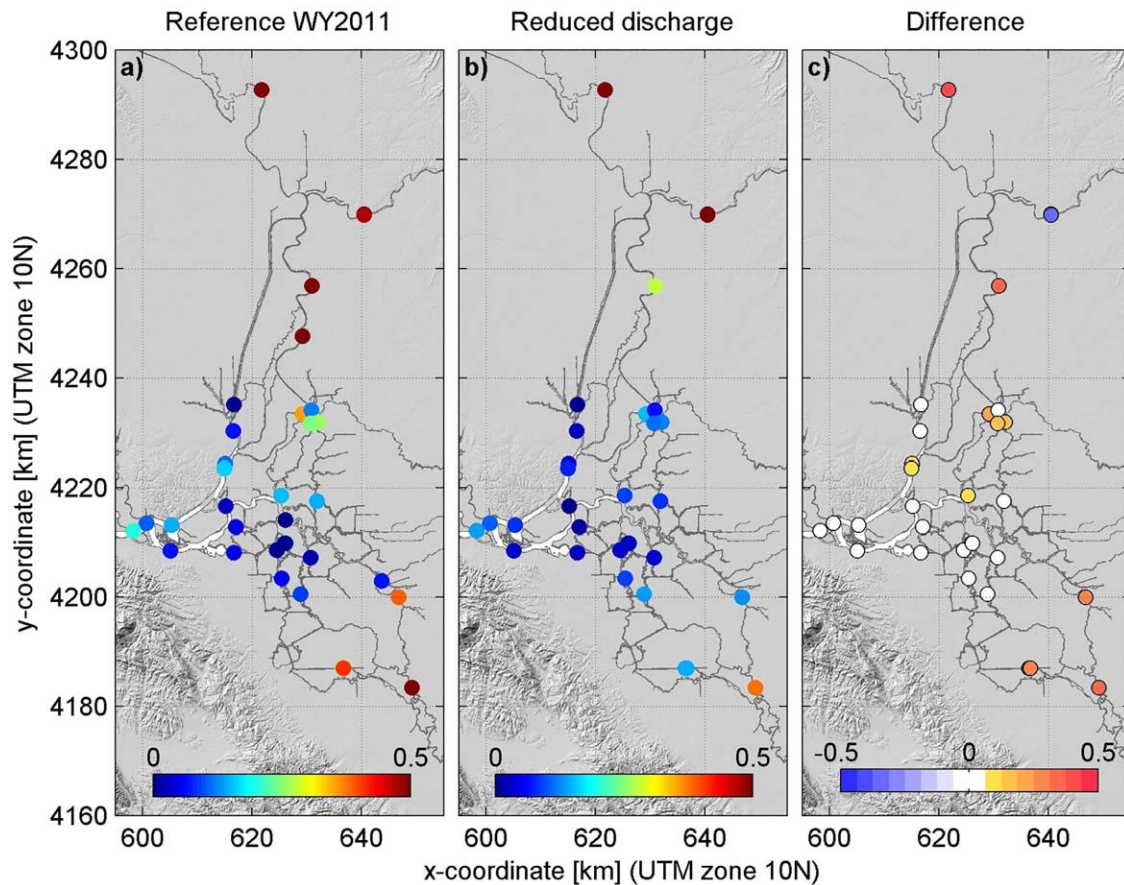 Reference WY2011
Reduced discharge
Difference
a)
b)
c)
4300
4280
4260
4240
4220
4200
4180
4160
y-coordinate [km] (UTM zone 10N)
0 0.5
0 0.5
-0.5 0 0.5
600 620 640
600 620 640
600 620 640
x-coordinate [km] (UTM zone 10N)